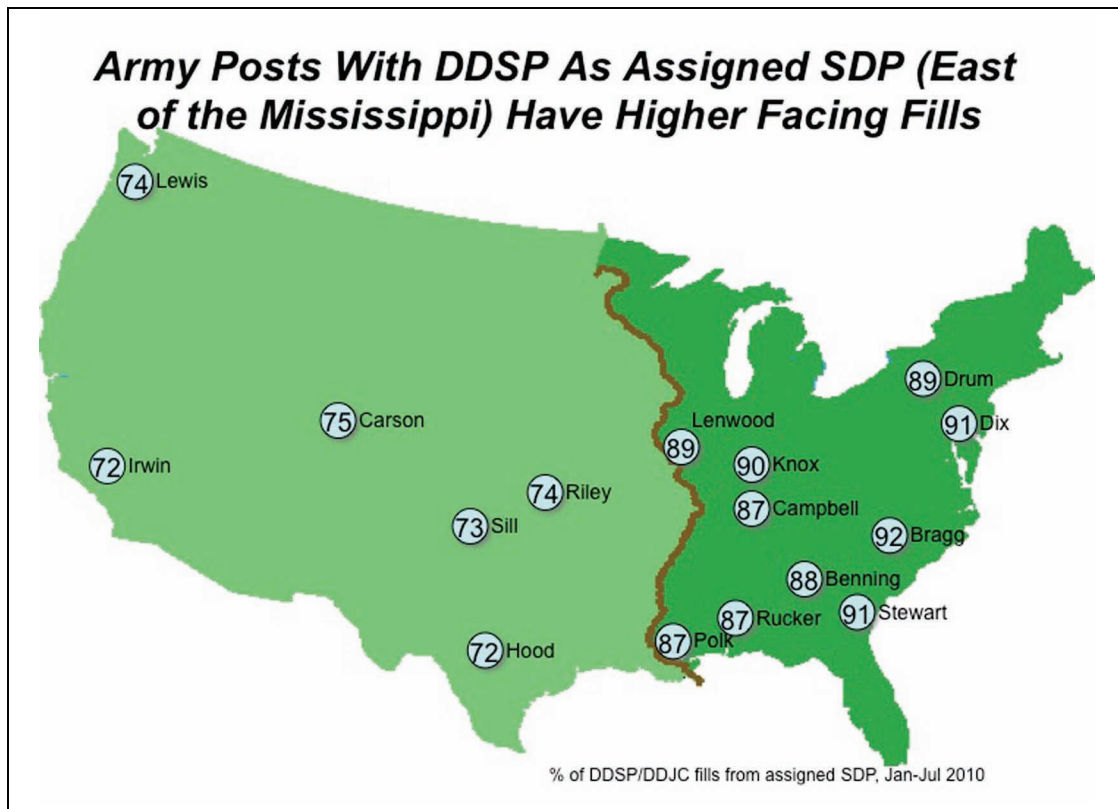 Army Posts With DDSP As Assigned SDP (East
of the Mississippi) Have Higher Facing Fills
74 Lewis
89 Drum
75 Carson
Lenwood
89
91 Dix
72 Irwin
90 Knox
74 Riley
87 Campbell
73 Sill
92 Bragg
88 Benning
91 Stewart
87 Rucker
87 Polk
72 Hood
% of DDSP/DDJC fills from assigned SDP, Jan-Jul 2010